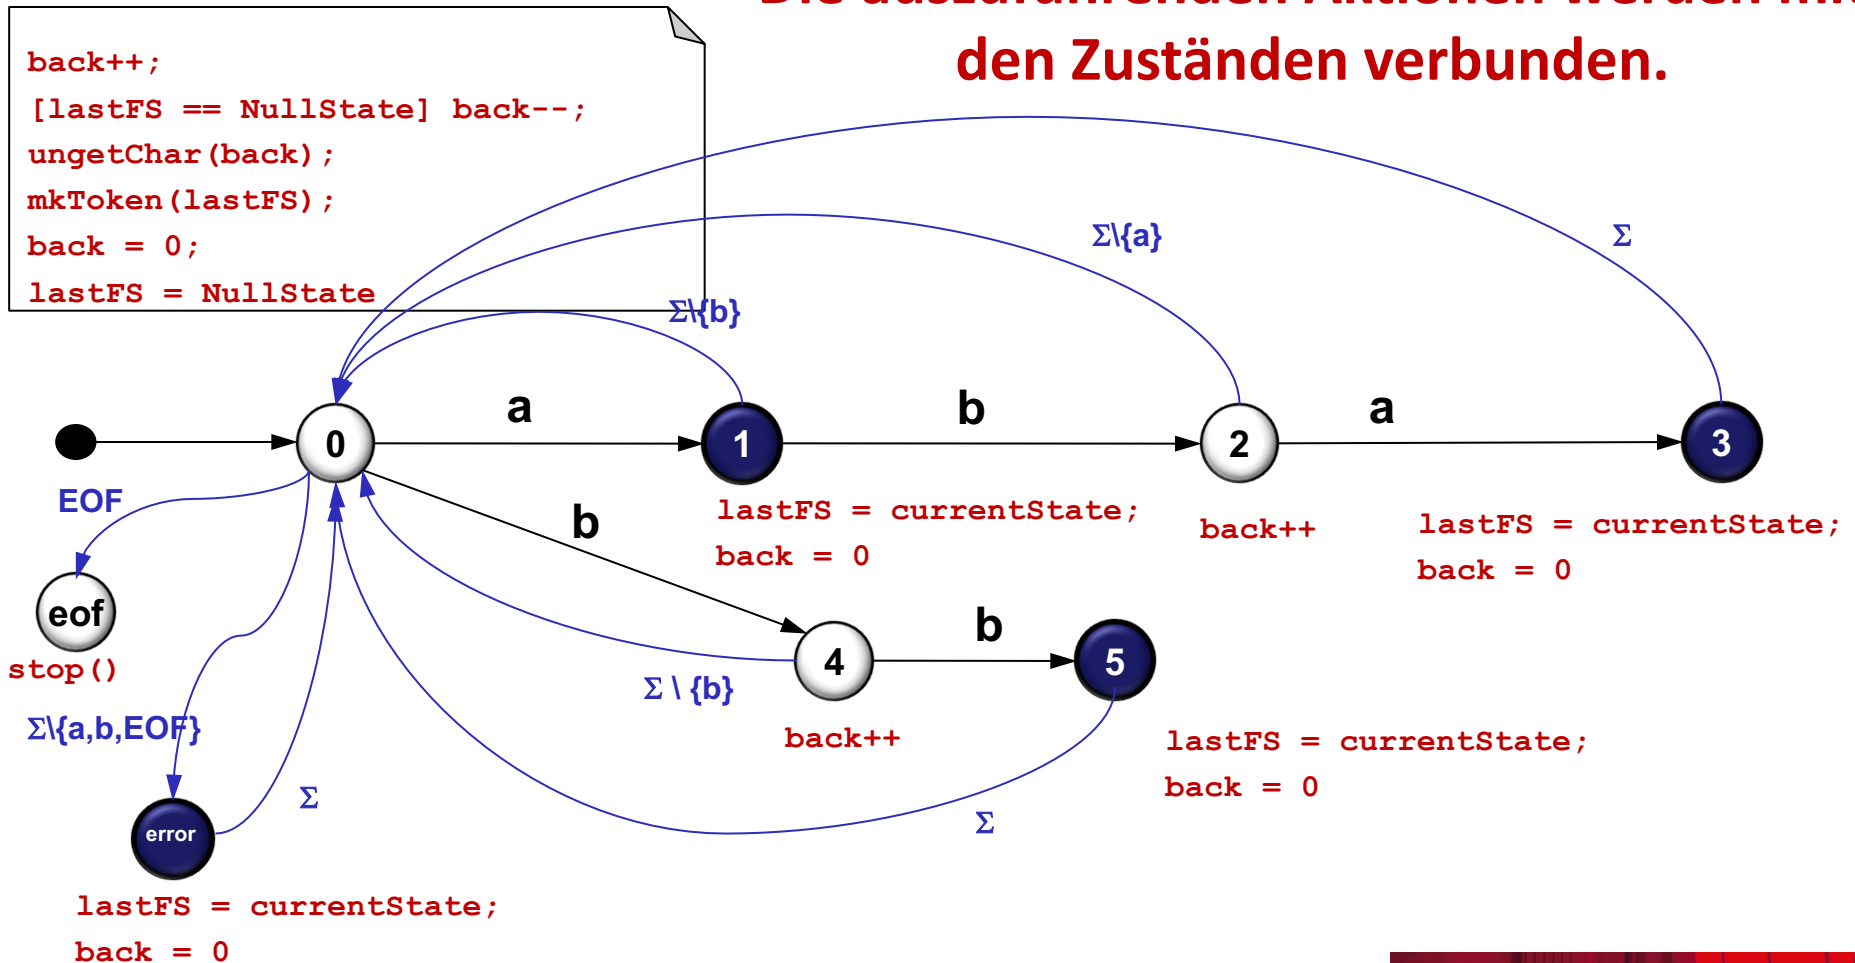 den Zuständen verbunden.
back++;
[lastFS == NullState] back--;
ungetChar(back);
mkToken(lastFS);
back = 0;
lastFS = NullState
Σ\{a}
Σ
Σ\{b}
a
b
a
0
1
2
3
EOF
b
lastFS = currentState;
back = 0
back++
lastFS = currentState;
back = 0
eof
stop()
b
4
5
Σ \ {b}
Σ\{a,b,EOF}
back++
lastFS = currentState;
back = 0
Σ
Σ
error
lastFS = currentState;
back = 0